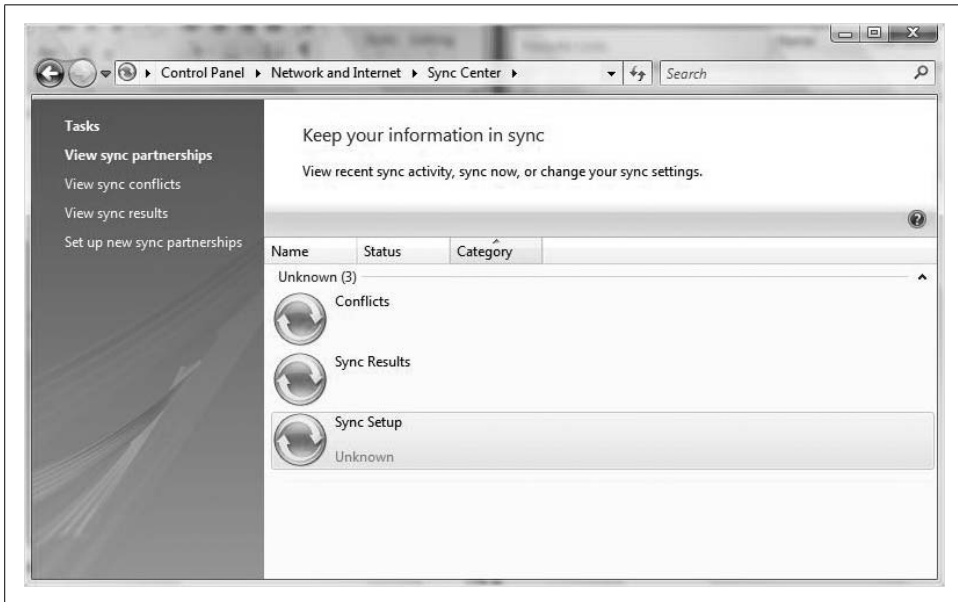 Control Panel Network and Internet Sync Center Search
Tasks
View sync partnerships
View sync conflicts
View sync results
Set up new sync partnerships
Keep your information in sync
View recent sync activity, sync now, or change your sync settings.
Name Status Category
Unknown (3)
Conflicts
Sync Results
Sync Setup
Unknown